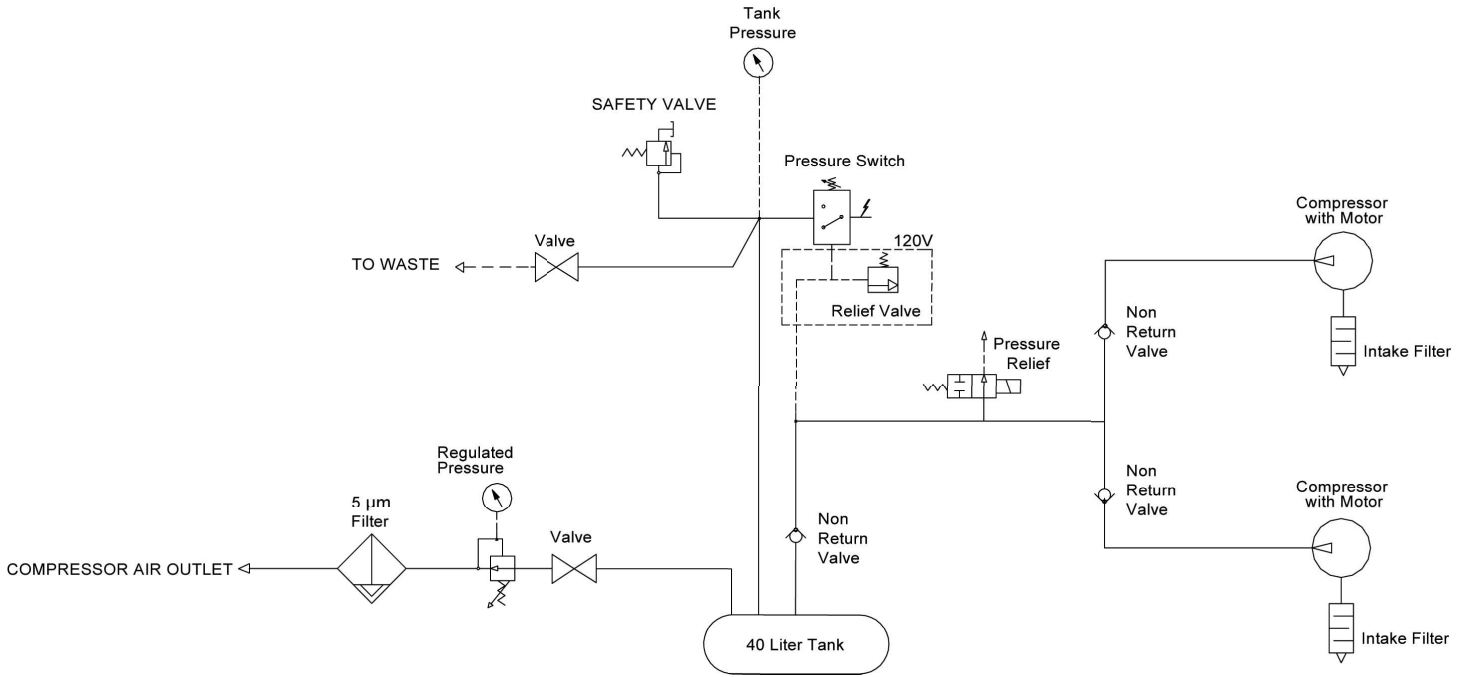 Tank
Pressure
SAFETY VALVE
Pressure Switch
Compressor
with Motor
120V
Valve
TO WASTE
Relief Valve
Non
Return
Valve
Pressure
Relief
Intake Filter
Regulated
Pressure
5 µm
Filter
Valve
Non
Return
Valve
Non
Return
Valve
Compressor
with Motor
COMPRESSOR AIR OUTLET
40 Liter Tank
Intake Filter